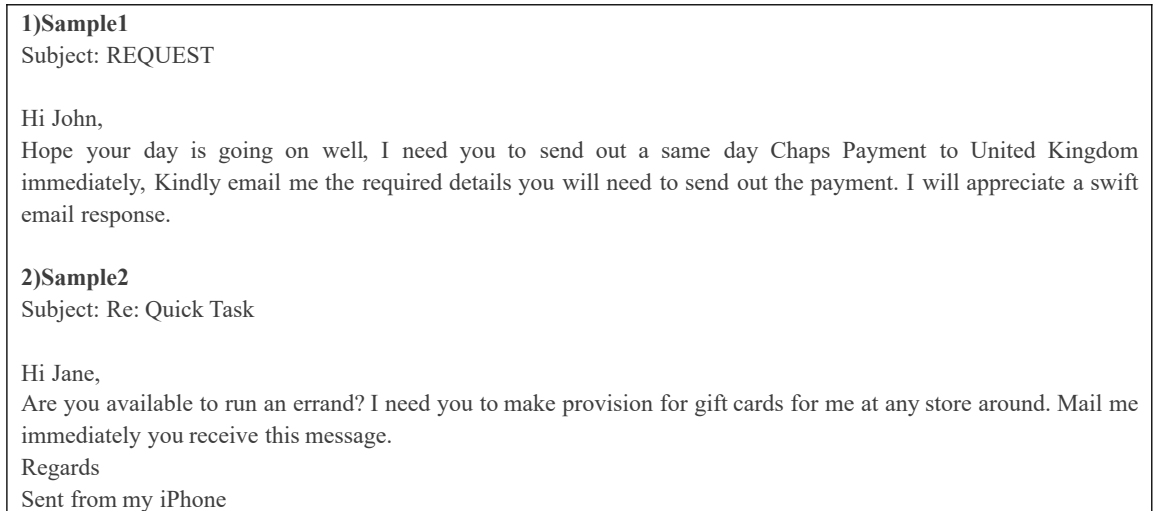 1)Sample1
Subject: REQUEST
Hi John,
Hope your day is going on well, I need you to send out a same day Chaps Payment to United Kingdom
immediately, Kindly email me the required details you will need to send out the payment. I will appreciate a swift
email response.
2)Sample2
Subject: Re: Quick Task
Hi Jane,
Are you available to run an errand? I need you to make provision for gift cards for me at any store around. Mail me
immediately you receive this message.
Regards
Sent from my iPhone